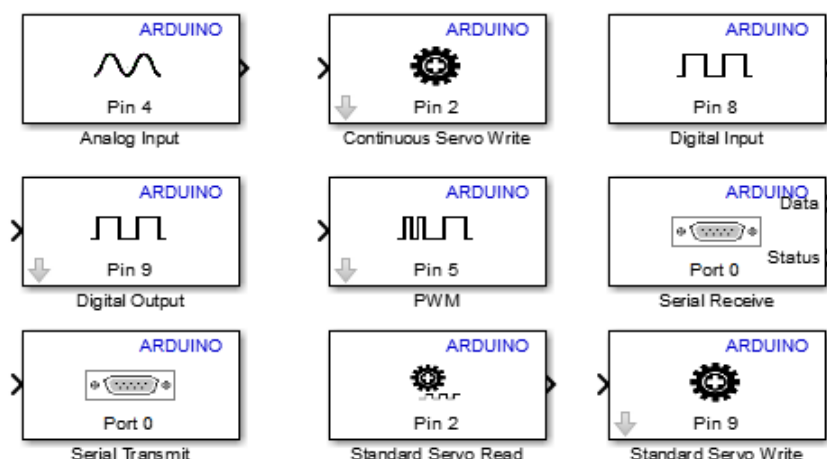 ARDUINO
Pin 4
Analog Input
ARDUINO
Pin 2
Continuous Servo Write
ARDUINO
Pin 8
Digital Input
ARDUINO
Pin 9
Digital Output
ARDUINO
Pin 5
PWM
ARDUINO
Data
Status
Port 0
Serial Receive
ARDUINO
Port 0
Serial Transmit
ARDUINO
Pin 2
Standard Servo Read
ARDUINO
Pin 9
Standard Servo Write